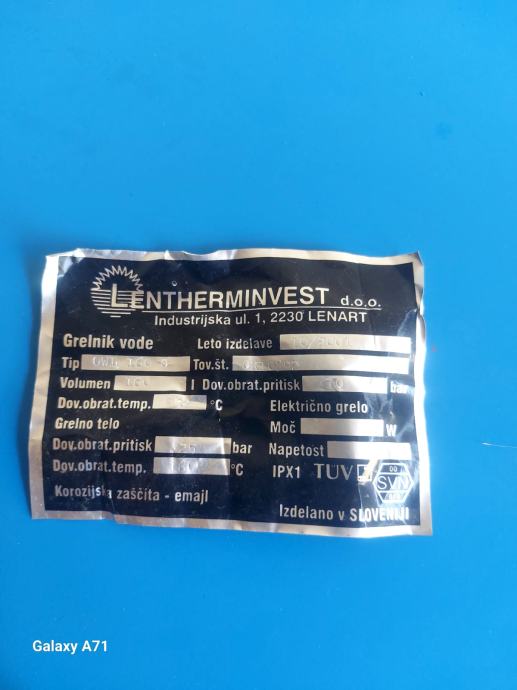 LENTHERMINVEST d.o.o.
Industrijska ul. 1, 2230 LENART
Grelnik vode Leto izdelave
Tip Tov.št.
Volumen l Dov.obrat.pritisk bar
Dov.obrat.temp. °C Električno grelo
Grelno telo Moč W
Dov.obrat.pritisk bar Napetost
Dov.obrat.temp. °C IPX1 TÜV SVN
Korozijska zaščita - emajl
Izdelano v SLOVENIJI
Galaxy A71